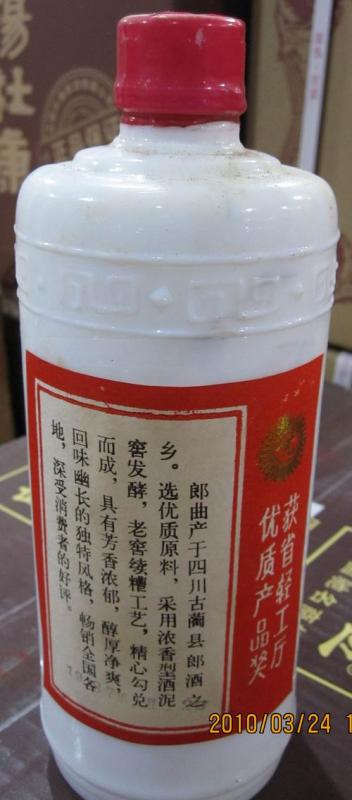 获省轻工厅
优质产品奖
郎曲产于四川古蔺县郎酒之
乡。选优质原料，采用浓香型酒泥
窖发酵，老窖续糟工艺，精心勾兑
而成，具有芳香浓郁，醇厚净爽，
回味幽长的独特风格，畅销全国各
地，深受消费者的好评。
2010/03/24 1
杜康